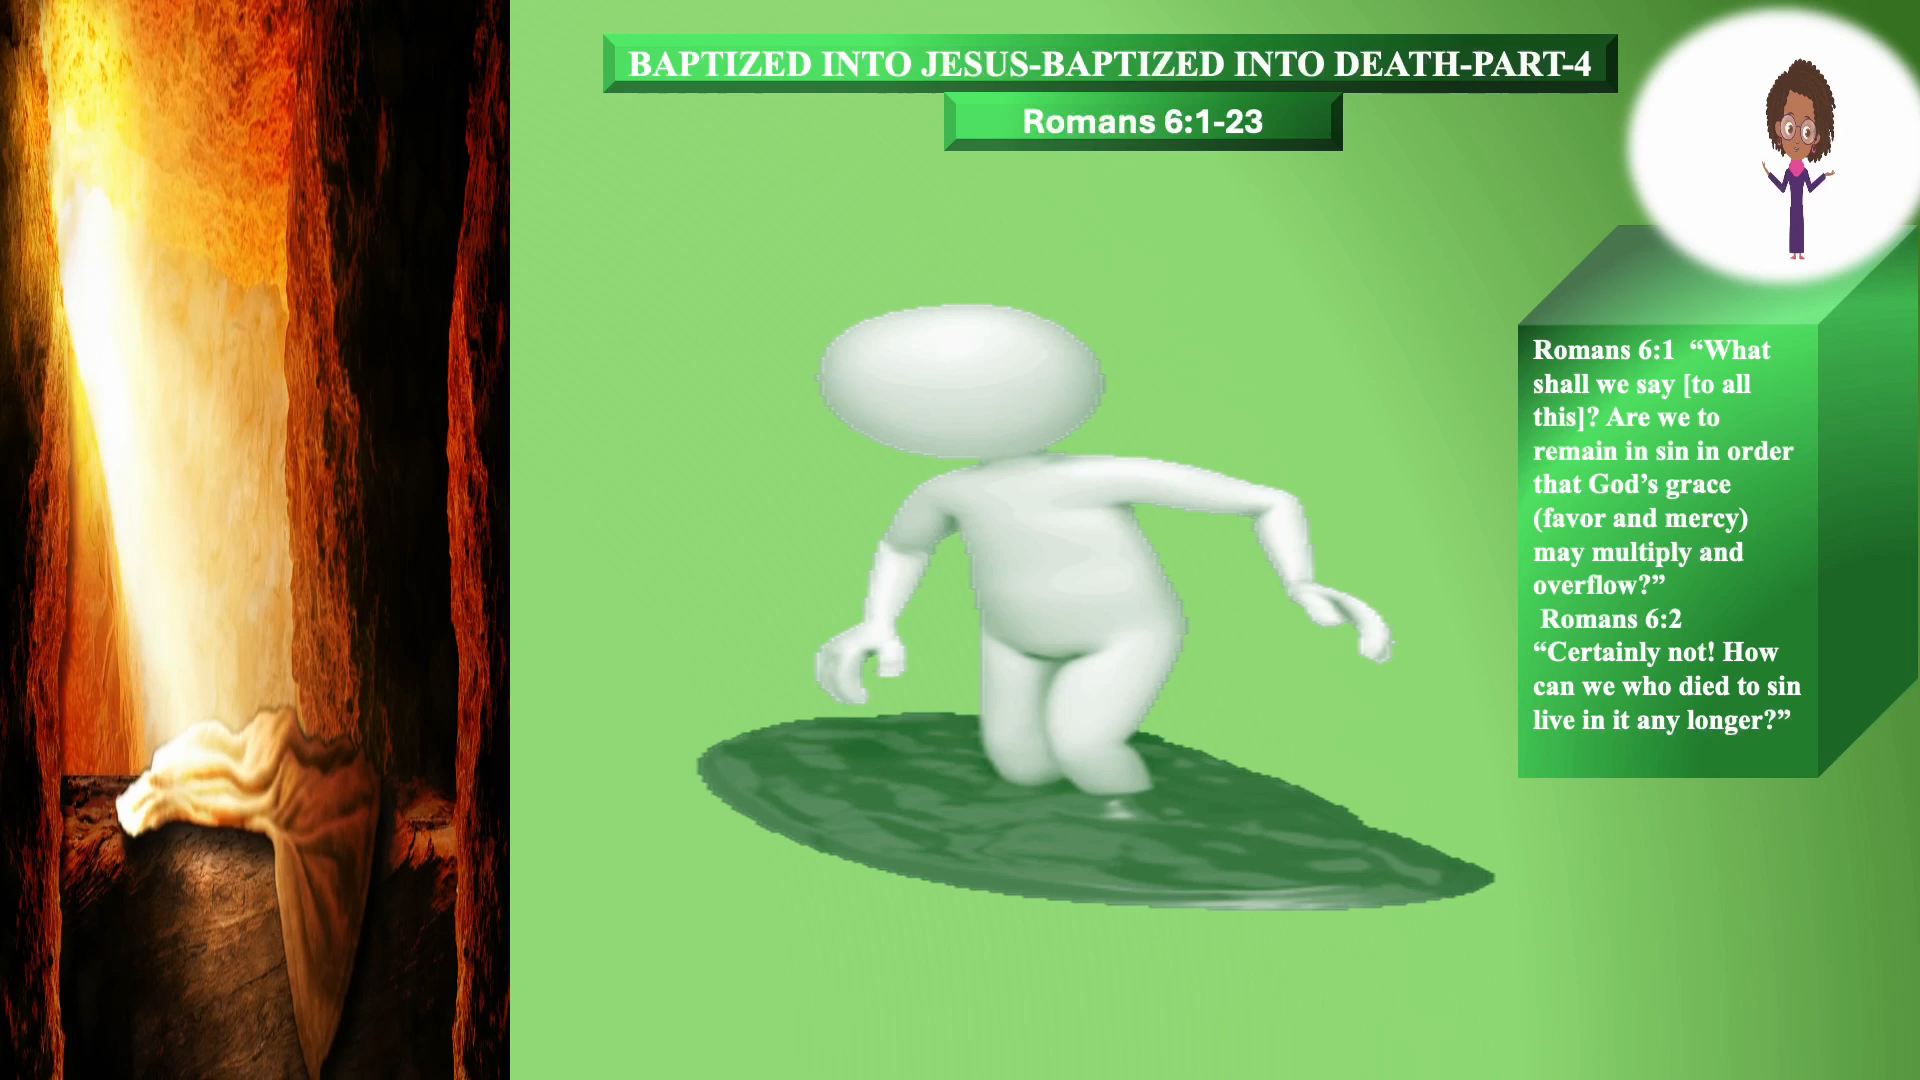 BAPTIZED INTO JESUS-BAPTIZED INTO DEATH-PART-4
Romans 6:1-23
Romans 6:1  “What
shall we say [to all
this]? Are we to
remain in sin in order
that God’s grace
(favor and mercy)
may multiply and
overflow?”
Romans 6:2
“Certainly not! How
can we who died to sin
live in it any longer?”